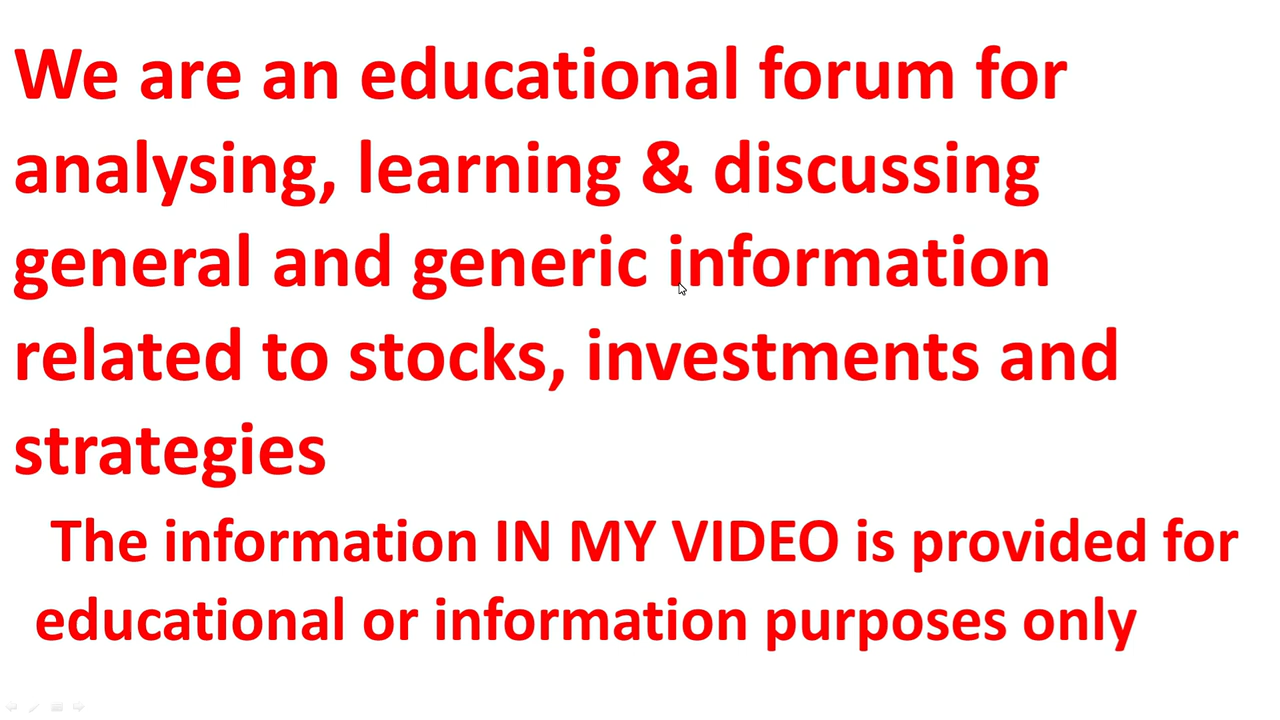 We are an educational forum for
analysing, learning & discussing
general and generic information
related to stocks, investments and
strategies
The information IN MY VIDEO is provided for
educational or information purposes only